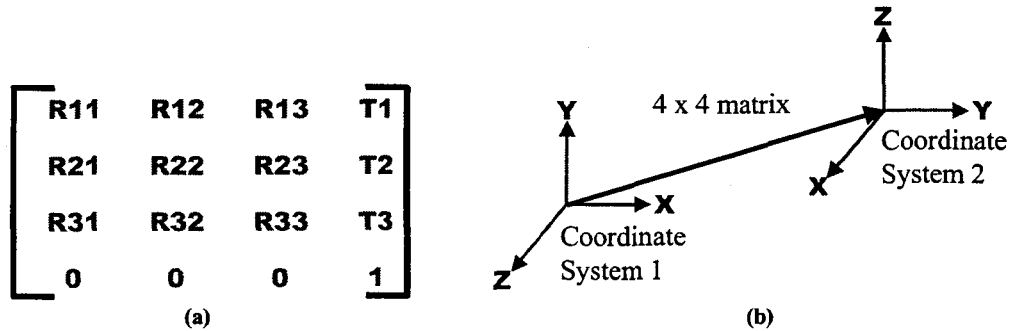 R11 R12 R13 T1
R21 R22 R23 T2
R31 R32 R33 T3
0 0 0 1
(a)
Z
4 x 4 matrix
Y
Y
Coordinate
System 2
X
X
Coordinate
System 1
Z
(b)